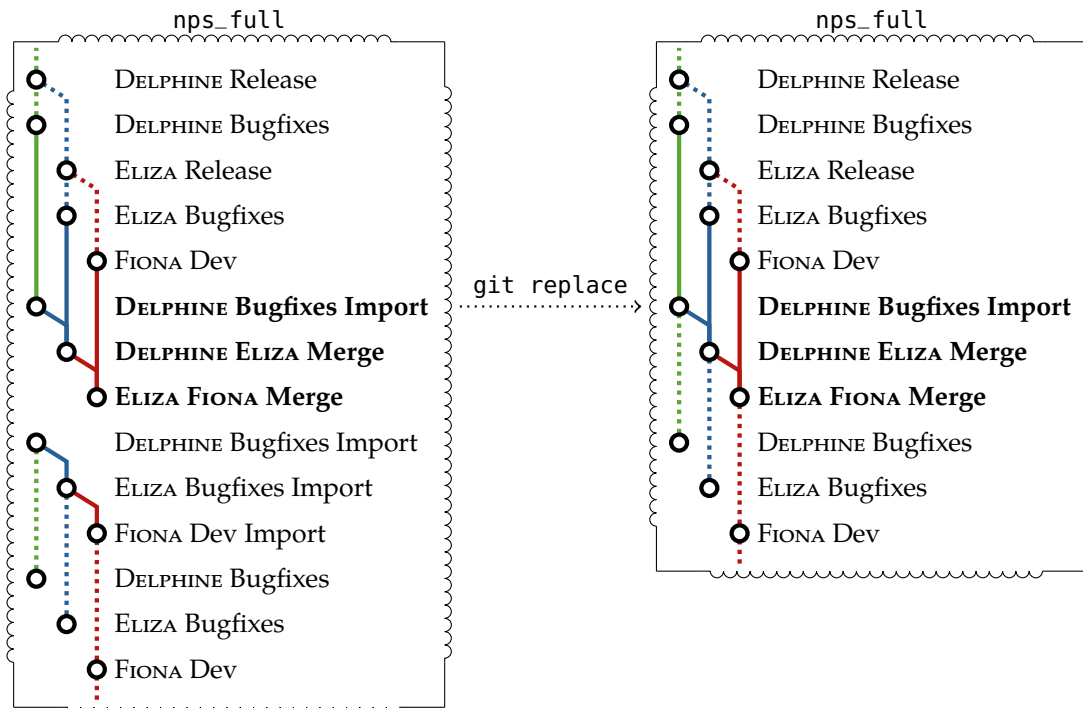 nps_full
Delphine Release
Delphine Bugfixes
Eliza Release
Eliza Bugfixes
Fiona Dev
Delphine Bugfixes Import
Delphine Eliza Merge
Eliza Fiona Merge
Delphine Bugfixes Import
Eliza Bugfixes Import
Fiona Dev Import
Delphine Bugfixes
Eliza Bugfixes
Fiona Dev
git replace
nps_full
Delphine Release
Delphine Bugfixes
Eliza Release
Eliza Bugfixes
Fiona Dev
Delphine Bugfixes Import
Delphine Eliza Merge
Eliza Fiona Merge
Delphine Bugfixes
Eliza Bugfixes
Fiona Dev